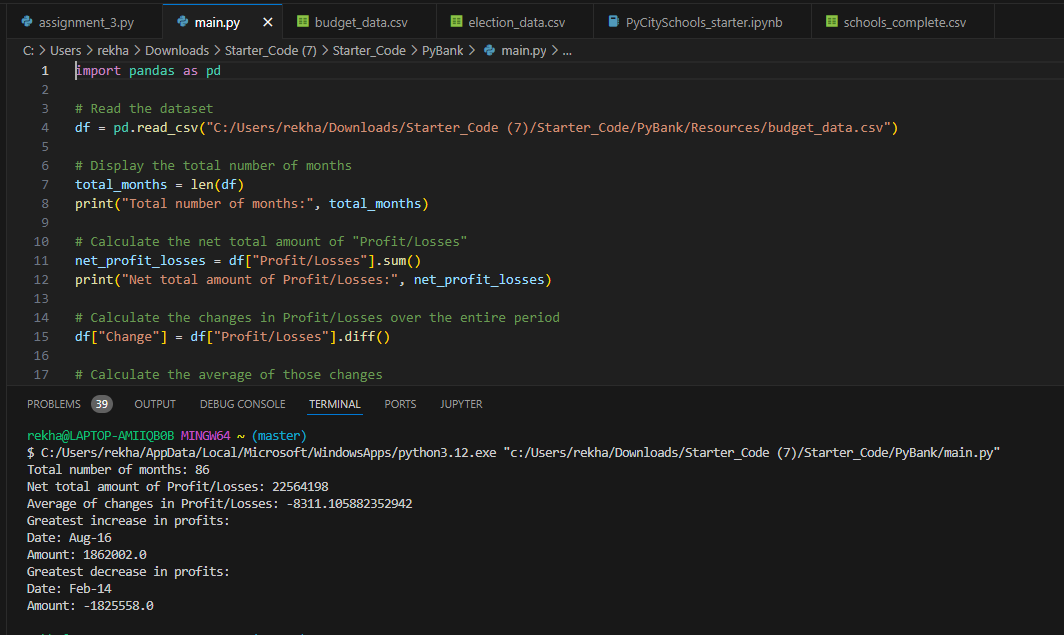 assignment_3.py main.py × budget_data.csv election_data.csv PyCitySchools_starter.ipynb schools_complete.csv
C: > Users > rekha > Downloads > Starter_Code (7) > Starter_Code > PyBank > main.py > ...
1 import pandas as pd
2
3 # Read the dataset
4 df = pd.read_csv("C:/Users/rekha/Downloads/Starter_Code (7)/Starter_Code/PyBank/Resources/budget_data.csv")
5
6 # Display the total number of months
7 total_months = len(df)
8 print("Total number of months:", total_months)
9
10 # Calculate the net total amount of "Profit/Losses"
11 net_profit_losses = df["Profit/Losses"].sum()
12 print("Net total amount of Profit/Losses:", net_profit_losses)
13
14 # Calculate the changes in Profit/Losses over the entire period
15 df["Change"] = df["Profit/Losses"].diff()
16
17 # Calculate the average of those changes
PROBLEMS 39 OUTPUT DEBUG CONSOLE TERMINAL PORTS JUPYTER
rekha@LAPTOP-AMIIQB0B MINGW64 ~ (master)
$ C:/Users/rekha/AppData/Local/Microsoft/WindowsApps/python3.12.exe "c:/Users/rekha/Downloads/Starter_Code (7)/Starter_Code/PyBank/main.py"
Total number of months: 86
Net total amount of Profit/Losses: 22564198
Average of changes in Profit/Losses: -8311.105882352942
Greatest increase in profits:
Date: Aug-16
Amount: 1862002.0
Greatest decrease in profits:
Date: Feb-14
Amount: -1825558.0